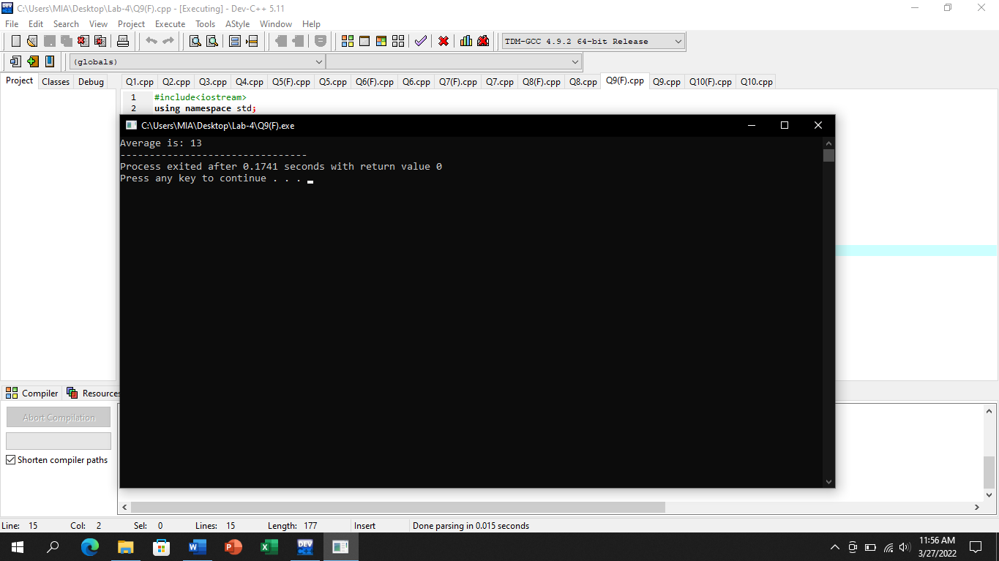 C:\Users\MIA\Desktop\Lab-4\Q9(F).cpp - [Executing] - Dev-C++ 5.11
File Edit Search View Project Execute Tools AStyle Window Help
TDM-GCC 4.9.2 64-bit Release
(globals)
Project Classes Debug Q1.cpp Q2.cpp Q3.cpp Q4.cpp Q5(F).cpp Q5.cpp Q6(F).cpp Q6.cpp Q7(F).cpp Q7.cpp Q8(F).cpp Q8.cpp Q9(F).cpp Q9.cpp Q10(F).cpp Q10.cpp
1 #include<iostream>
2 using namespace std;
C:\Users\MIA\Desktop\Lab-4\Q9(F).exe
Average is: 13
--------------------------------
Process exited after 0.1741 seconds with return value 0
Press any key to continue . . .
Compiler Resources
Abort Compilation
Shorten compiler paths
Line: 15 Col: 2 Sel: 0 Lines: 15 Length: 177 Insert Done parsing in 0.015 seconds
11:56 AM
3/27/2022